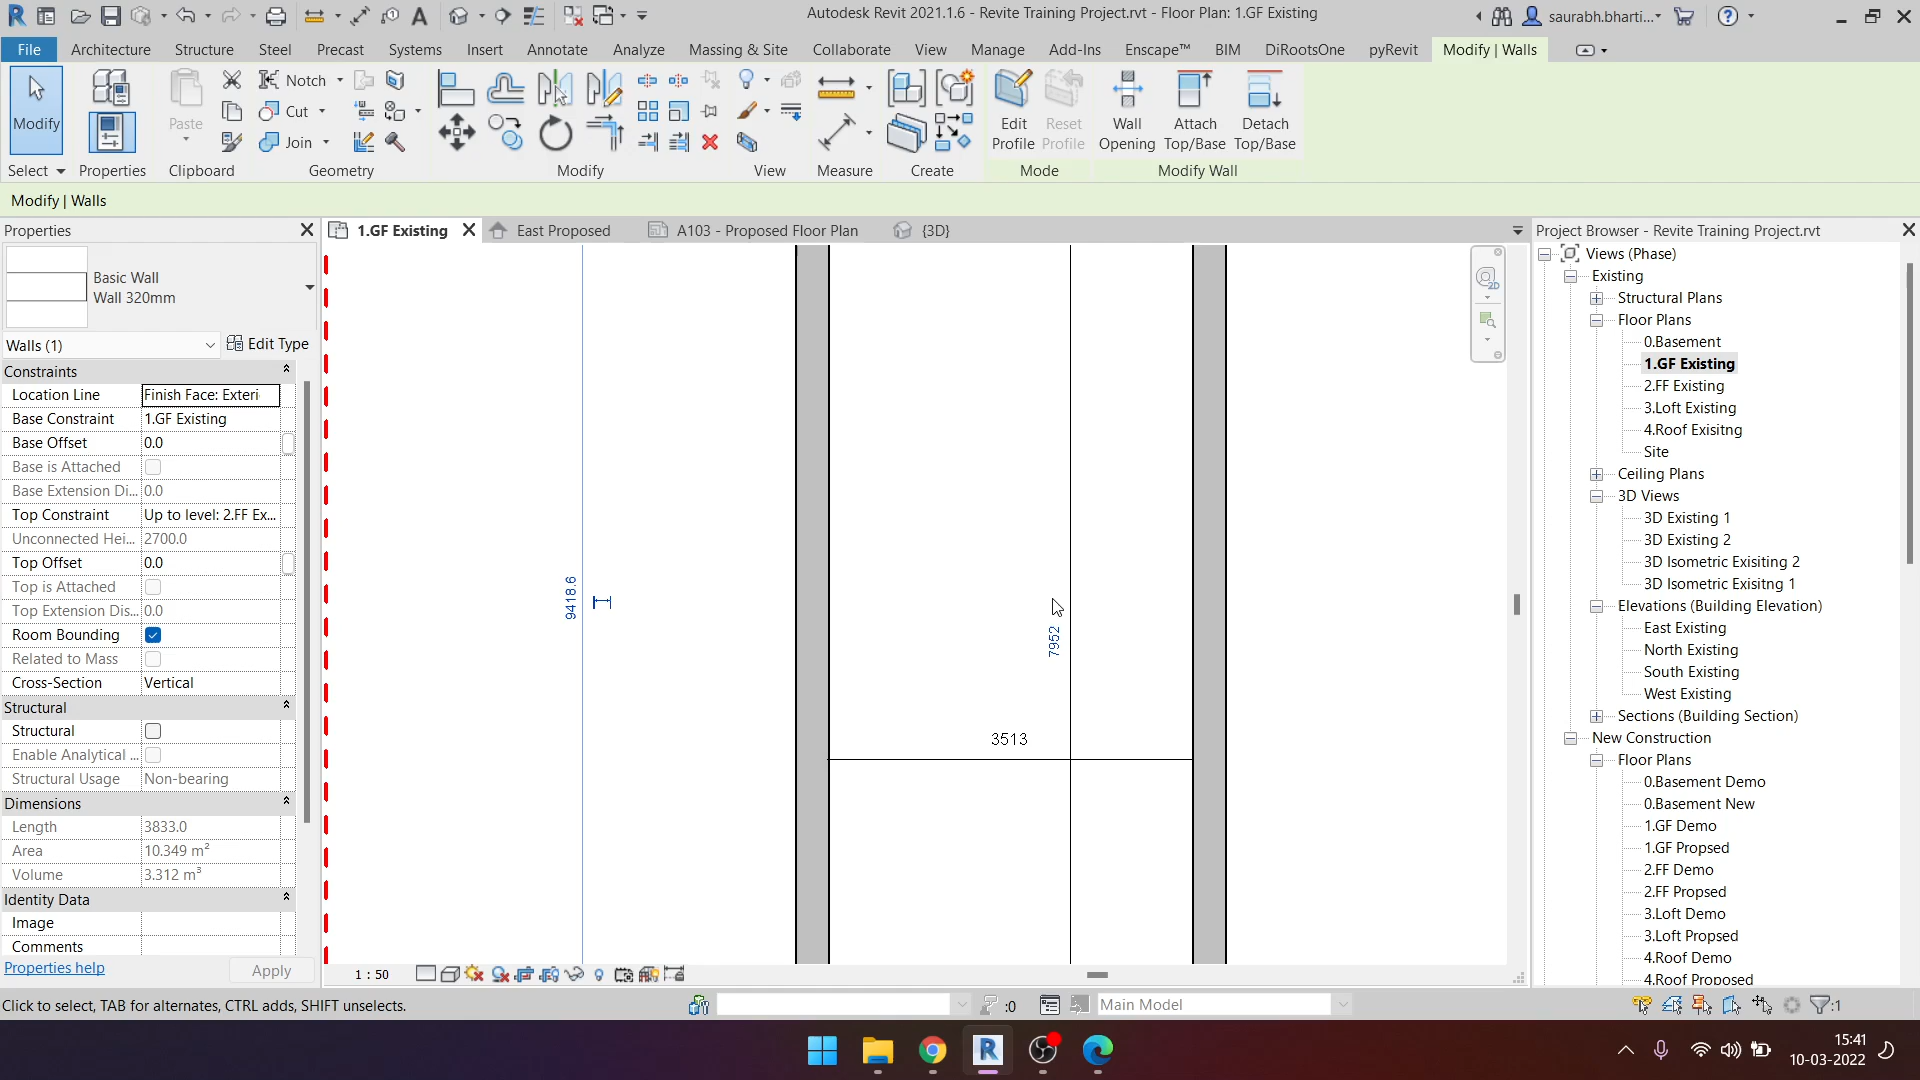 Autodesk Revit 2021.1.6 - Revite Training Project.rvt - Floor Plan: 1.GF Existing
saurabh.bharti...
File Architecture Structure Steel Precast Systems Insert Annotate Analyze Massing & Site Collaborate View Manage Add-Ins Enscape™ BIM DiRootsOne pyRevit Modify | Walls
Modify
Paste
Notch
Cut
Join
Edit Profile
Reset Profile
Wall Opening
Attach Top/Base
Detach Top/Base
Select Properties Clipboard Geometry Modify View Measure Create Mode Modify Wall
Modify | Walls
Properties
Basic Wall
Wall 320mm
Walls (1) Edit Type
Constraints
Location Line Finish Face: Exteri
Base Constraint 1.GF Existing
Base Offset 0.0
Base is Attached
Base Extension Di... 0.0
Top Constraint Up to level: 2.FF Ex...
Unconnected Hei... 2700.0
Top Offset 0.0
Top is Attached
Top Extension Dis... 0.0
Room Bounding
Related to Mass
Cross-Section Vertical
Structural
Structural
Enable Analytical ...
Structural Usage Non-bearing
Dimensions
Length 3833.0
Area 10.349 m²
Volume 3.312 m³
Identity Data
Image
Comments
Properties help Apply
1.GF Existing East Proposed A103 - Proposed Floor Plan {3D}
2D
9418.6
7952
3513
1 : 50
Project Browser - Revite Training Project.rvt
Views (Phase)
Existing
Structural Plans
Floor Plans
0.Basement
1.GF Existing
2.FF Existing
3.Loft Existing
4.Roof Exisitng
Site
Ceiling Plans
3D Views
3D Existing 1
3D Existing 2
3D Isometric Exisiting 2
3D Isometric Exisitng 1
Elevations (Building Elevation)
East Existing
North Existing
South Existing
West Existing
Sections (Building Section)
New Construction
Floor Plans
0.Basement Demo
0.Basement New
1.GF Demo
1.GF Propsed
2.FF Demo
2.FF Propsed
3.Loft Demo
3.Loft Propsed
4.Roof Demo
4.Roof Proposed
Click to select, TAB for alternates, CTRL adds, SHIFT unselects.
:0
Main Model
:1
15:41
10-03-2022